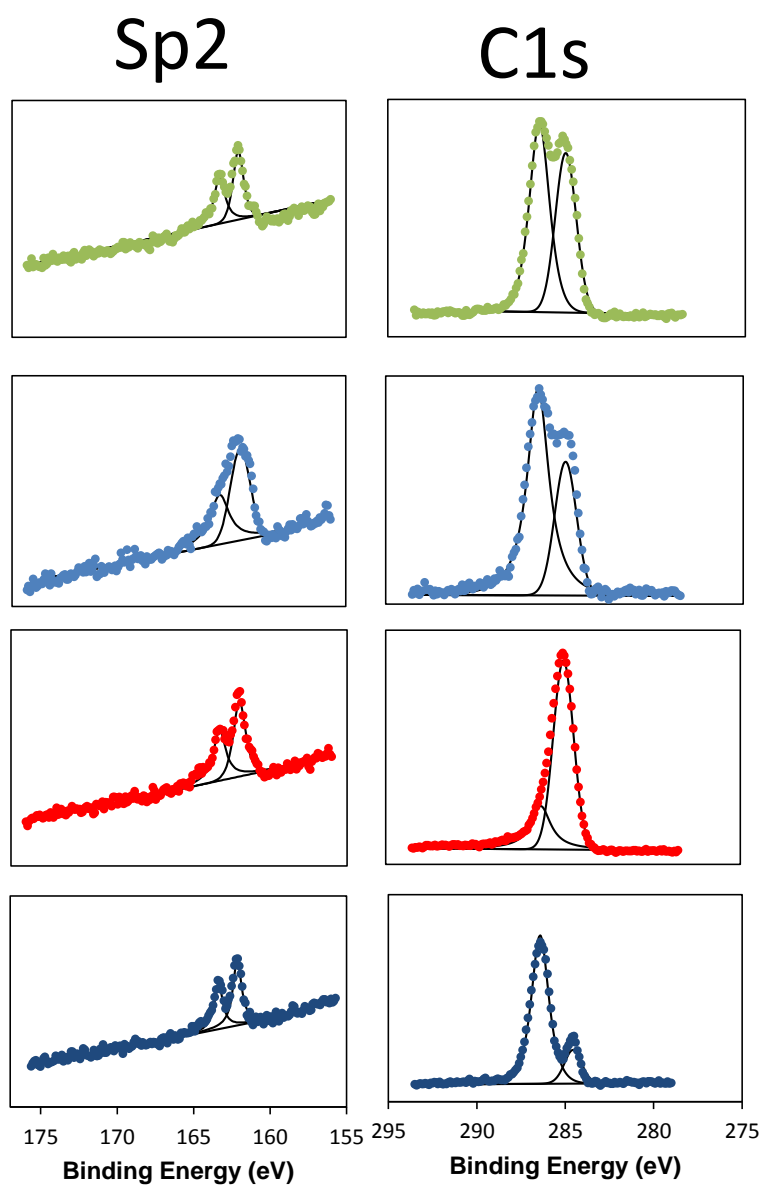 Sp2
C1s
175 170 165 160 155
Binding Energy (eV)
295 290 285 280 275
Binding Energy (eV)